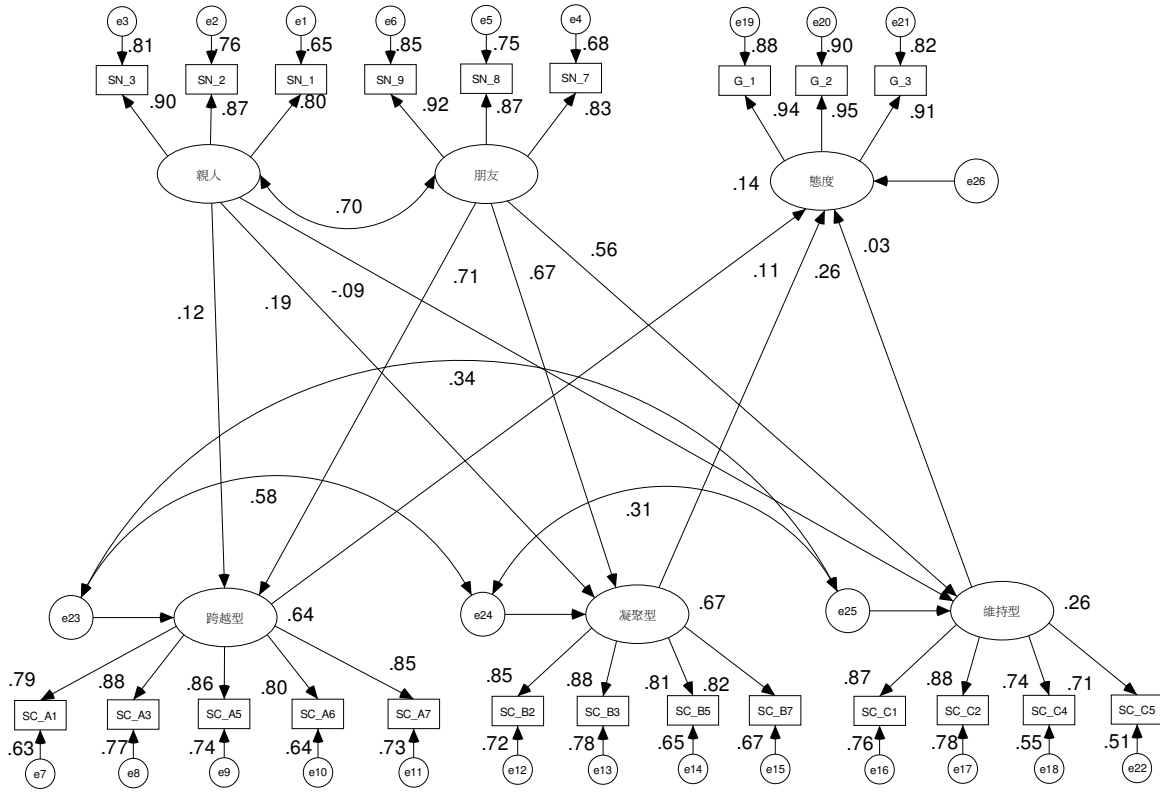 e3 e2 e1 e6 e5 e4 e19 e20 e21
.81 .76 .65 .85 .75 .68 .88 .90 .82
SN_3 SN_2 SN_1 SN_9 SN_8 SN_7 G_1 G_2 G_3
.90 .87 .80 .92 .87 .83 .94 .95 .91
親人 朋友 .14 態度 e26
.70
.56 .03
.12 .19 -.09 .71 .67 .11 .26
.34
.58 .31
e23 跨越型 .64 e24 凝聚型 .67 e25 維持型 .26
.79 .88 .86 .80 .85 .85 .88 .81 .82 .87 .88 .74 .71
SC_A1 SC_A3 SC_A5 SC_A6 SC_A7 SC_B2 SC_B3 SC_B5 SC_B7 SC_C1 SC_C2 SC_C4 SC_C5
.63 .77 .74 .64 .73 .72 .78 .65 .67 .76 .78 .55 .51
e7 e8 e9 e10 e11 e12 e13 e14 e15 e16 e17 e18 e22